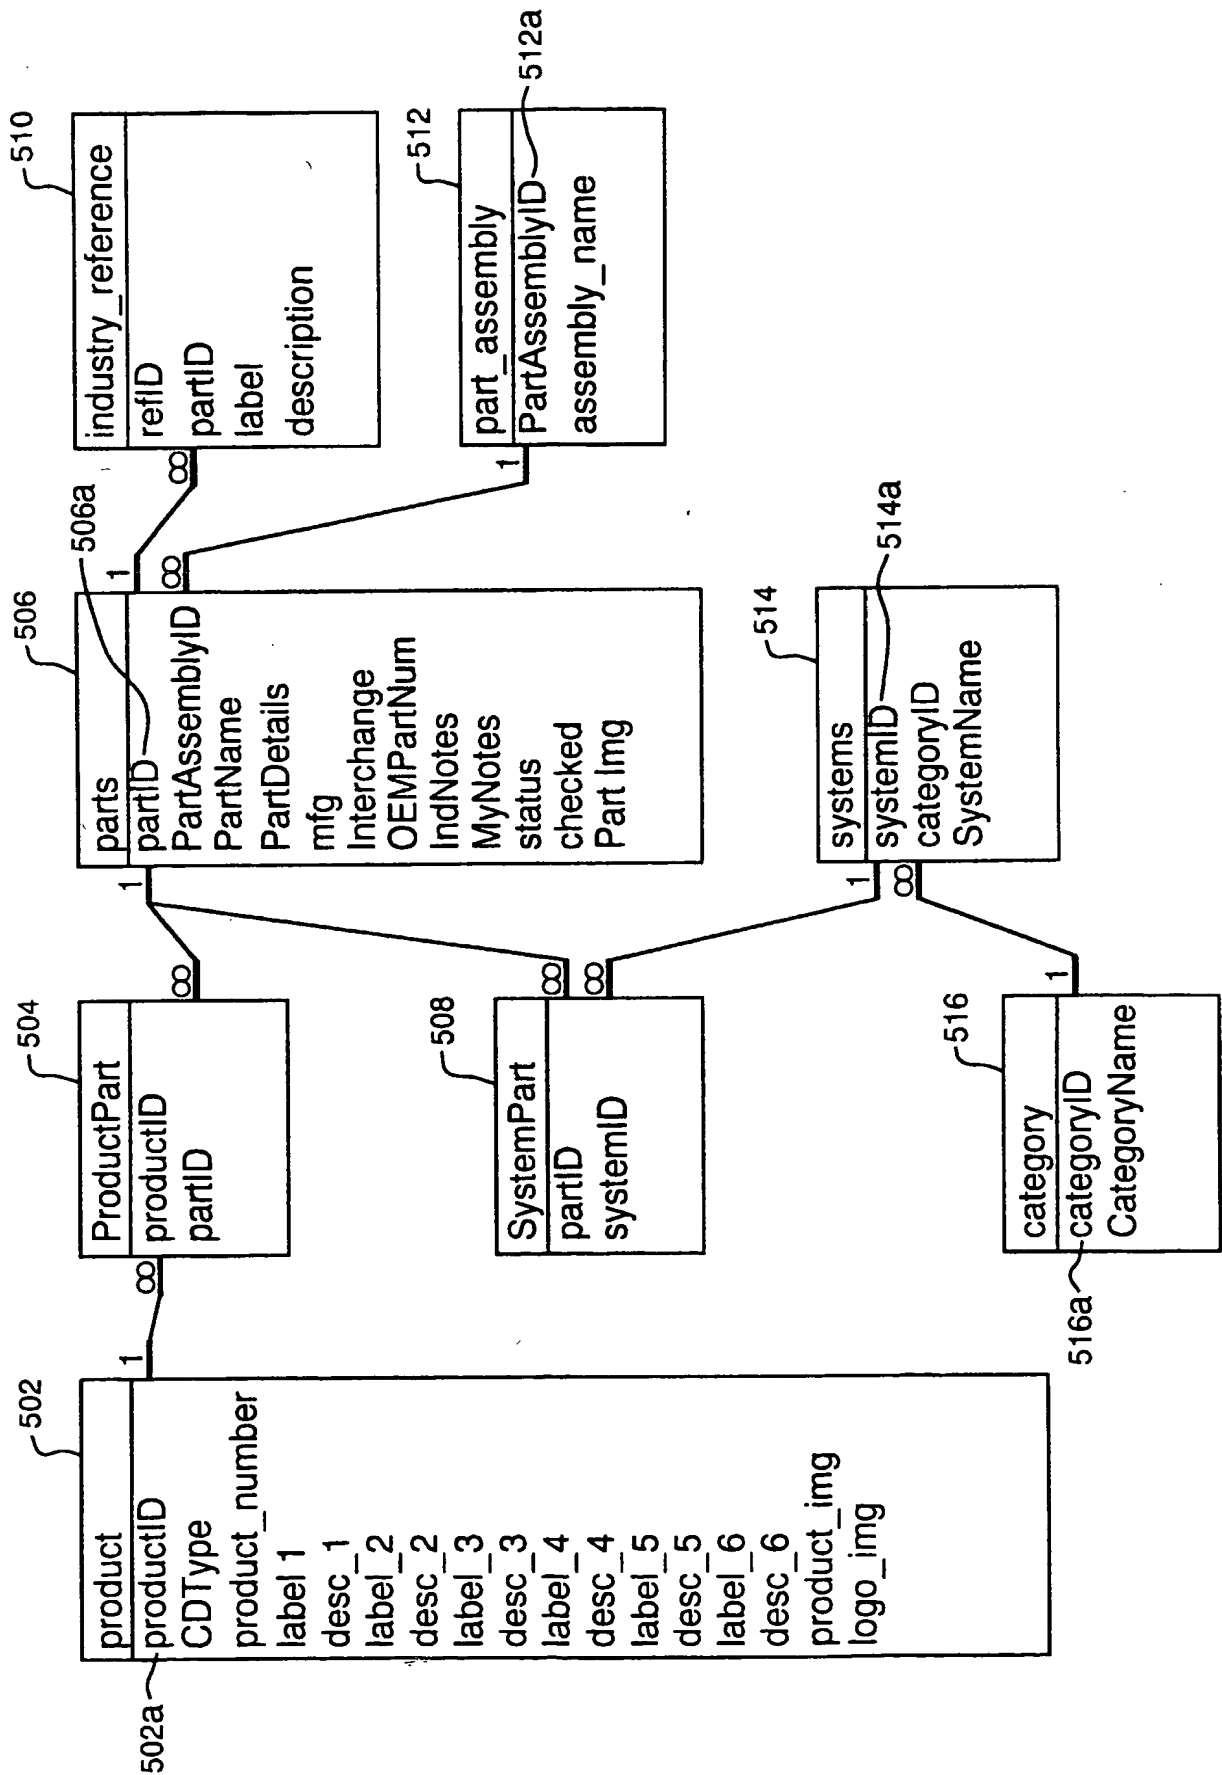 502
product
productID
502a
CDType
product_number
label 1
desc_1
label_2
desc_2
label_3
desc_3
label_4
desc_4
label_5
desc_5
label_6
desc_6
product_img
logo_img
1
∞
504
ProductPart
productID
partID
∞
1
508
SystemPart
partID
systemID
∞
∞
516
category
categoryID
516a
CategoryName
1
506
parts
partID
506a
PartAssemblyID
PartName
PartDetails
mfg
Interchange
OEMPartNum
IndNotes
MyNotes
status
checked
Part Img
1
∞
514
systems
systemID
514a
categoryID
SystemName
1
∞
510
industry_reference
refID
partID
label
description
∞
512
part_assembly
PartAssemblyID
512a
assembly_name
1